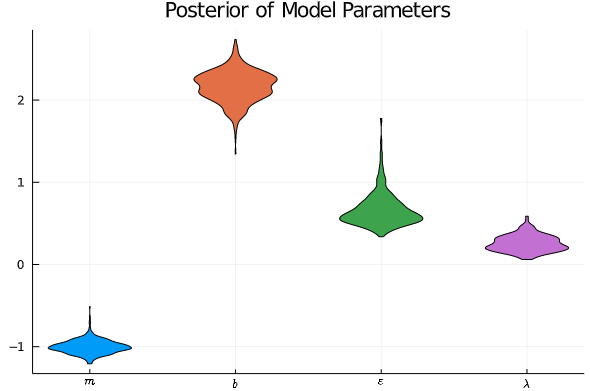 Posterior of Model Parameters
2
1
0
−1
m
b
ε
λ